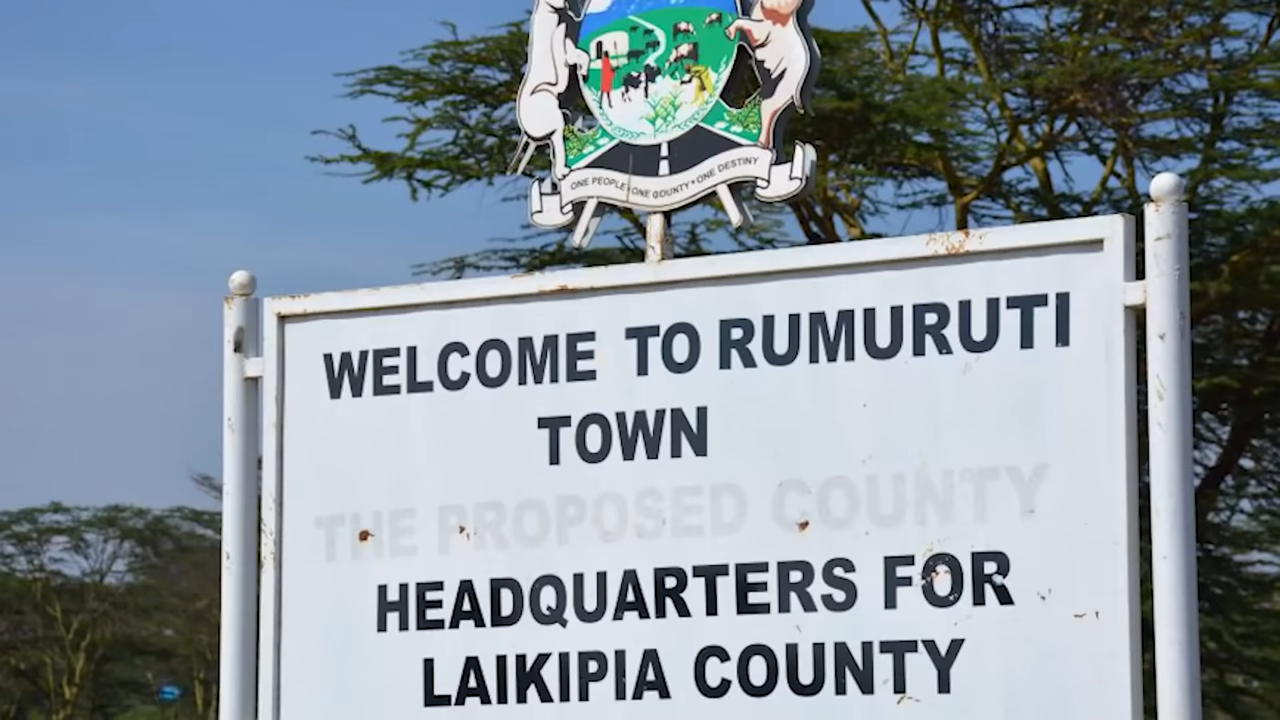 ONE PEOPLE • ONE COUNTY • ONE DESTINY
WELCOME TO RUMURUTI
TOWN
THE PROPOSED COUNTY
HEADQUARTERS FOR
LAIKIPIA COUNTY